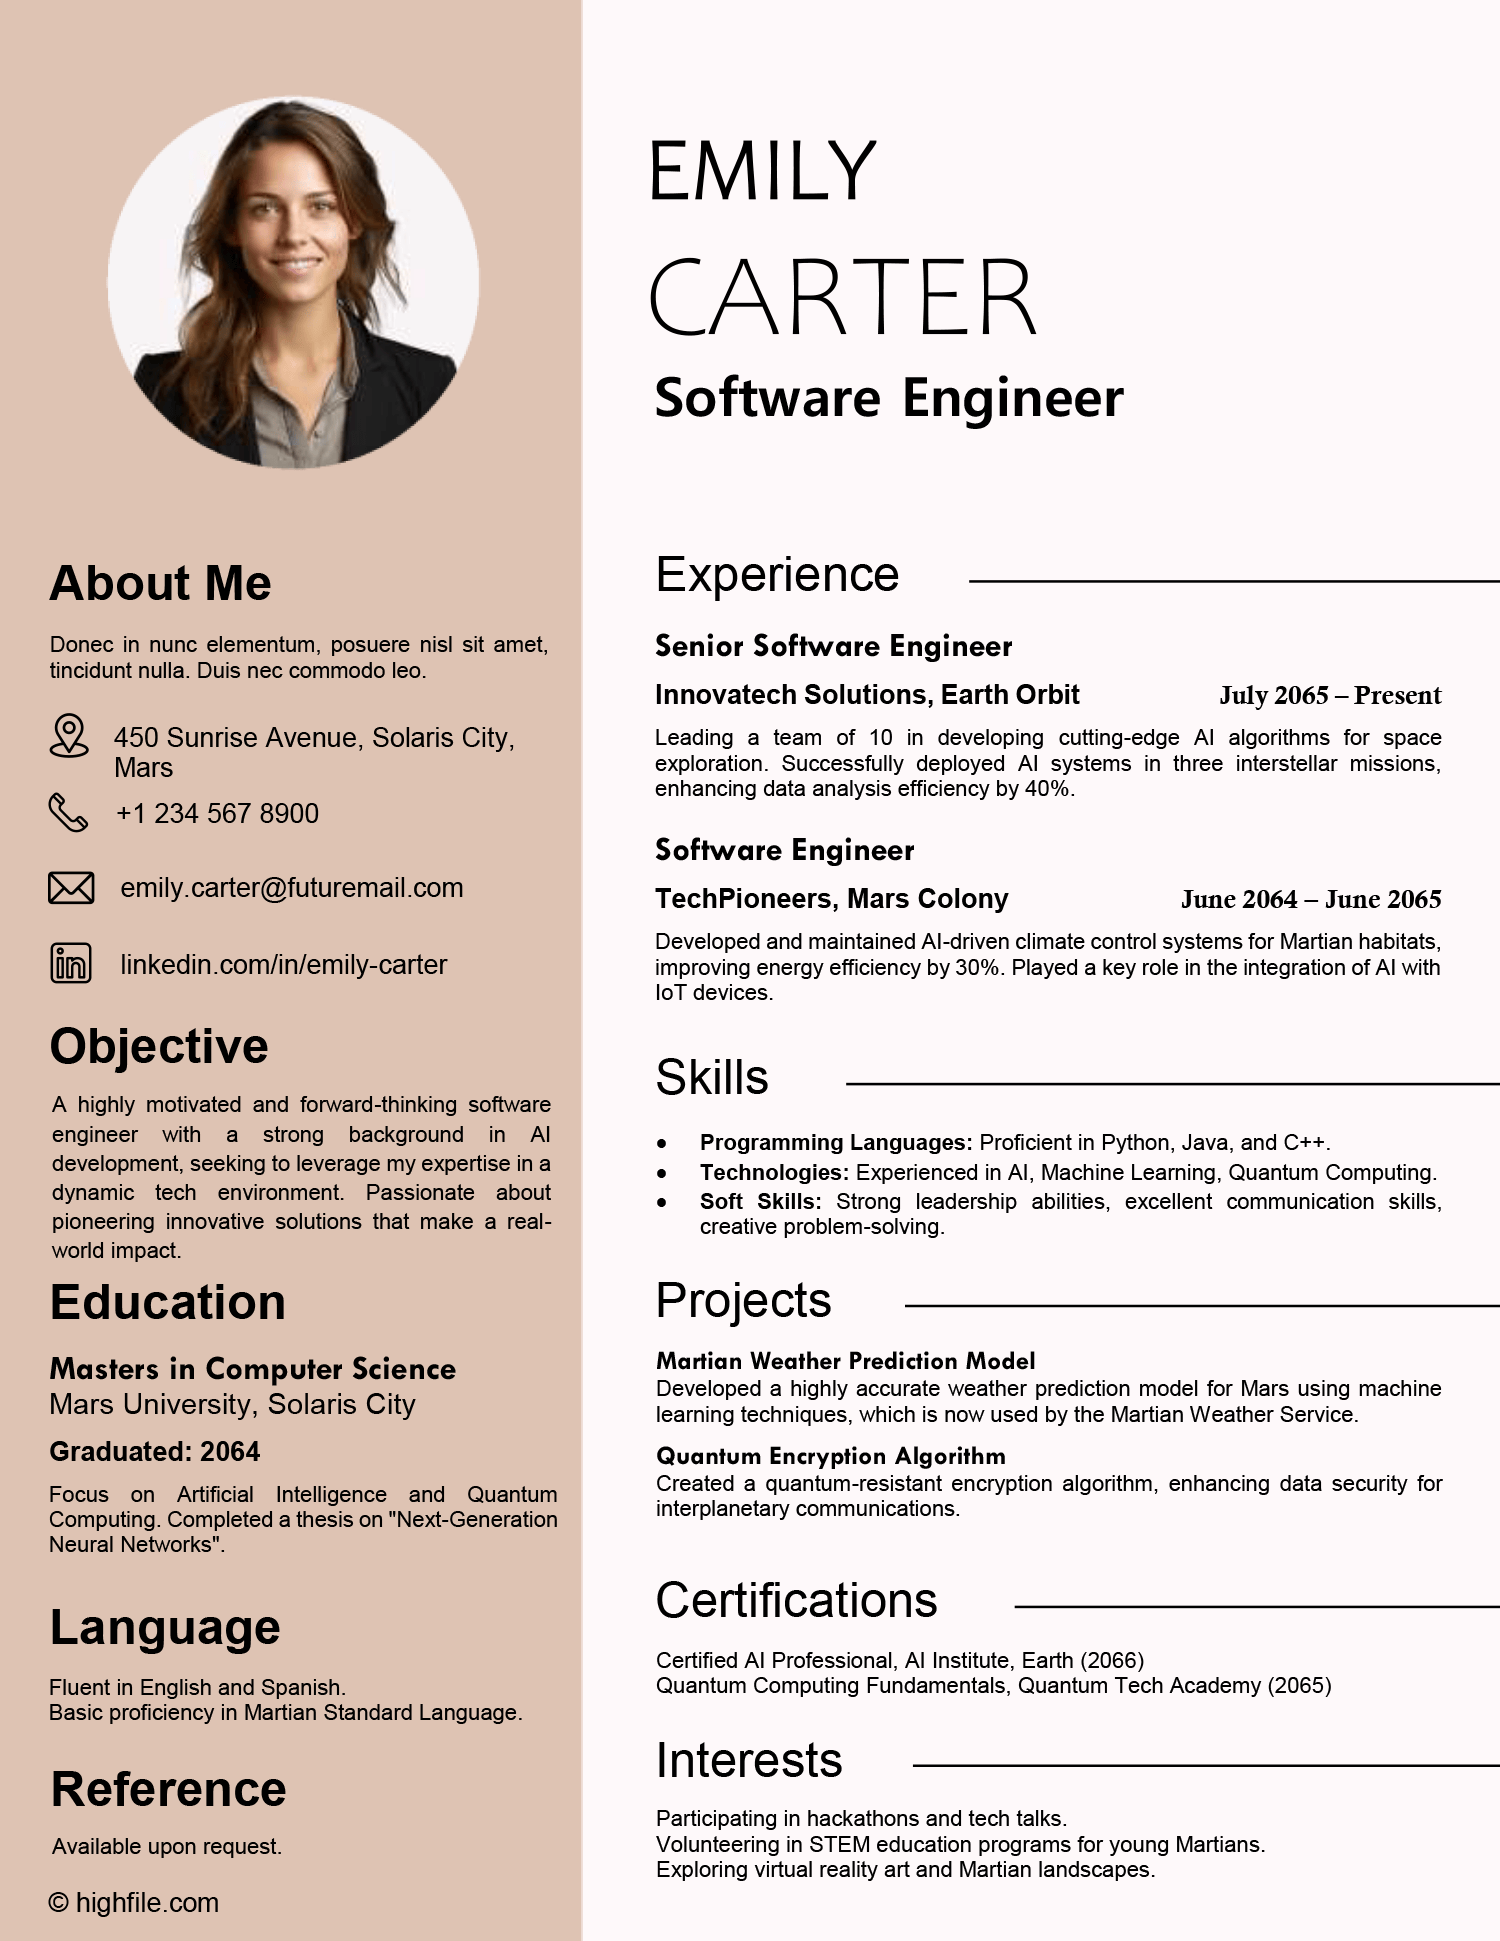 EMILY
CARTER
Software Engineer
About Me
Donec in nunc elementum, posuere nisl sit amet,
tincidunt nulla. Duis nec commodo leo.
450 Sunrise Avenue, Solaris City,
Mars
+1 234 567 8900
emily.carter@futuremail.com
in
linkedin.com/in/emily-carter
Objective
A highly motivated and forward-thinking software
engineer with a strong background in AI
development, seeking to leverage my expertise in a
dynamic tech environment. Passionate about
pioneering innovative solutions that make a real-
world impact.
Education
Masters in Computer Science
Mars University, Solaris City
Graduated: 2064
Focus on Artificial Intelligence and Quantum
Computing. Completed a thesis on "Next-Generation
Neural Networks".
Language
Fluent in English and Spanish.
Basic proficiency in Martian Standard Language.
Reference
Available upon request.
© highfile.com
Experience
Senior Software Engineer
Innovatech Solutions, Earth Orbit July 2065 – Present
Leading a team of 10 in developing cutting-edge AI algorithms for space
exploration. Successfully deployed AI systems in three interstellar missions,
enhancing data analysis efficiency by 40%.
Software Engineer
TechPioneers, Mars Colony June 2064 – June 2065
Developed and maintained AI-driven climate control systems for Martian habitats,
improving energy efficiency by 30%. Played a key role in the integration of AI with
IoT devices.
Skills
• Programming Languages: Proficient in Python, Java, and C++.
• Technologies: Experienced in AI, Machine Learning, Quantum Computing.
• Soft Skills: Strong leadership abilities, excellent communication skills,
creative problem-solving.
Projects
Martian Weather Prediction Model
Developed a highly accurate weather prediction model for Mars using machine
learning techniques, which is now used by the Martian Weather Service.
Quantum Encryption Algorithm
Created a quantum-resistant encryption algorithm, enhancing data security for
interplanetary communications.
Certifications
Certified AI Professional, AI Institute, Earth (2066)
Quantum Computing Fundamentals, Quantum Tech Academy (2065)
Interests
Participating in hackathons and tech talks.
Volunteering in STEM education programs for young Martians.
Exploring virtual reality art and Martian landscapes.